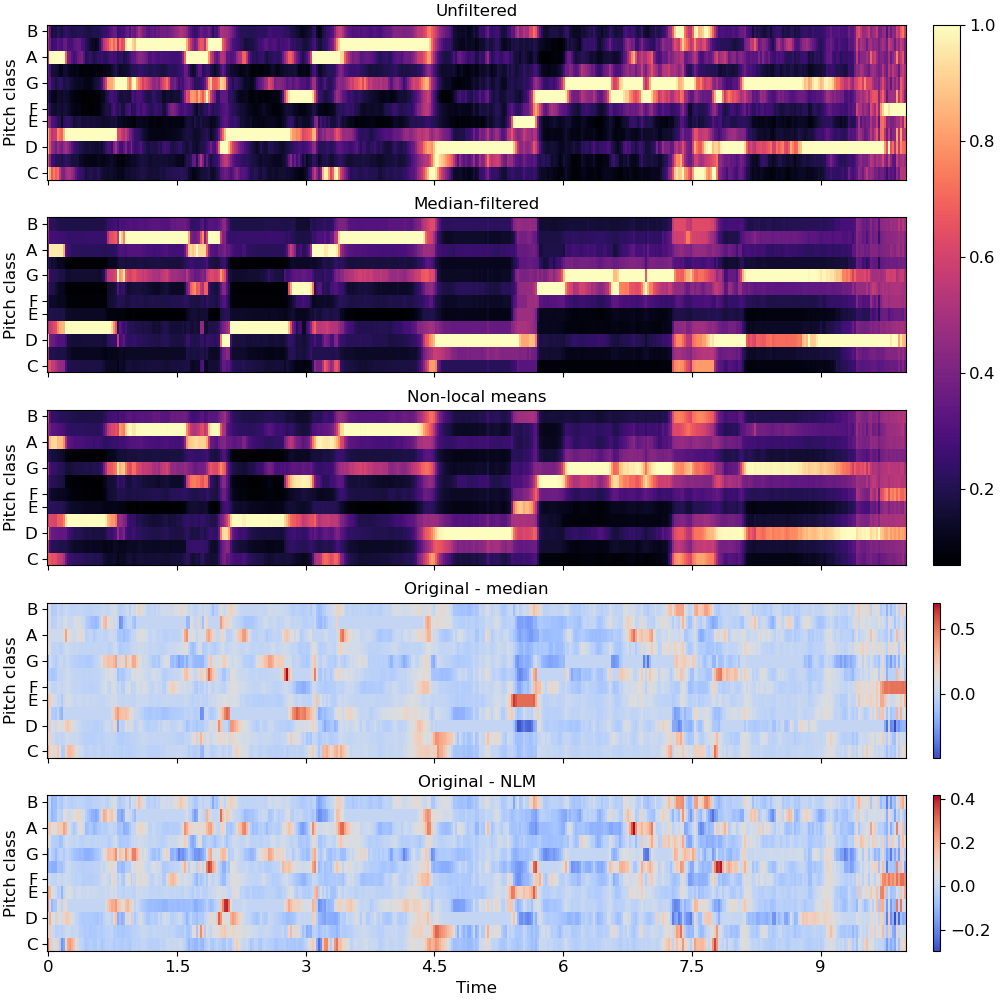 Unfiltered
Pitch class
B
A
G
F
E
D
C
1.0
0.8
0.6
0.4
0.2
Median-filtered
Pitch class
B
A
G
F
E
D
C
Non-local means
Pitch class
B
A
G
F
E
D
C
Original - median
Pitch class
B
A
G
F
E
D
C
0.5
0.0
Original - NLM
Pitch class
B
A
G
F
E
D
C
0.4
0.2
0.0
−0.2
0 1.5 3 4.5 6 7.5 9
Time